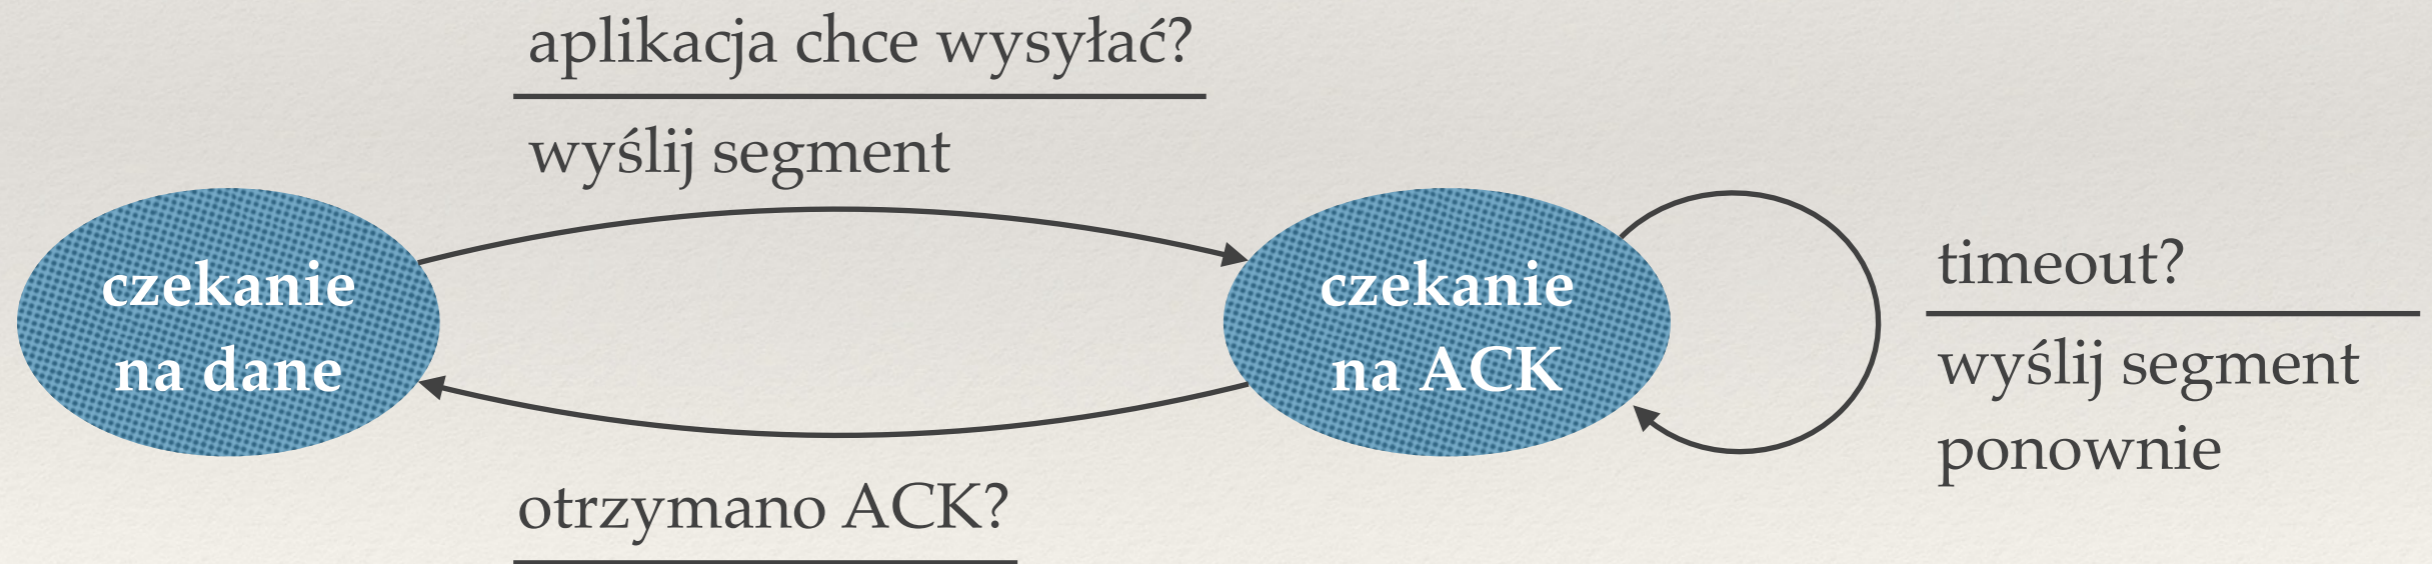 aplikacja chce wysyłać?
wyślij segment
czekanie
na dane
czekanie
na ACK
timeout?
wyślij segment
ponownie
otrzymano ACK?